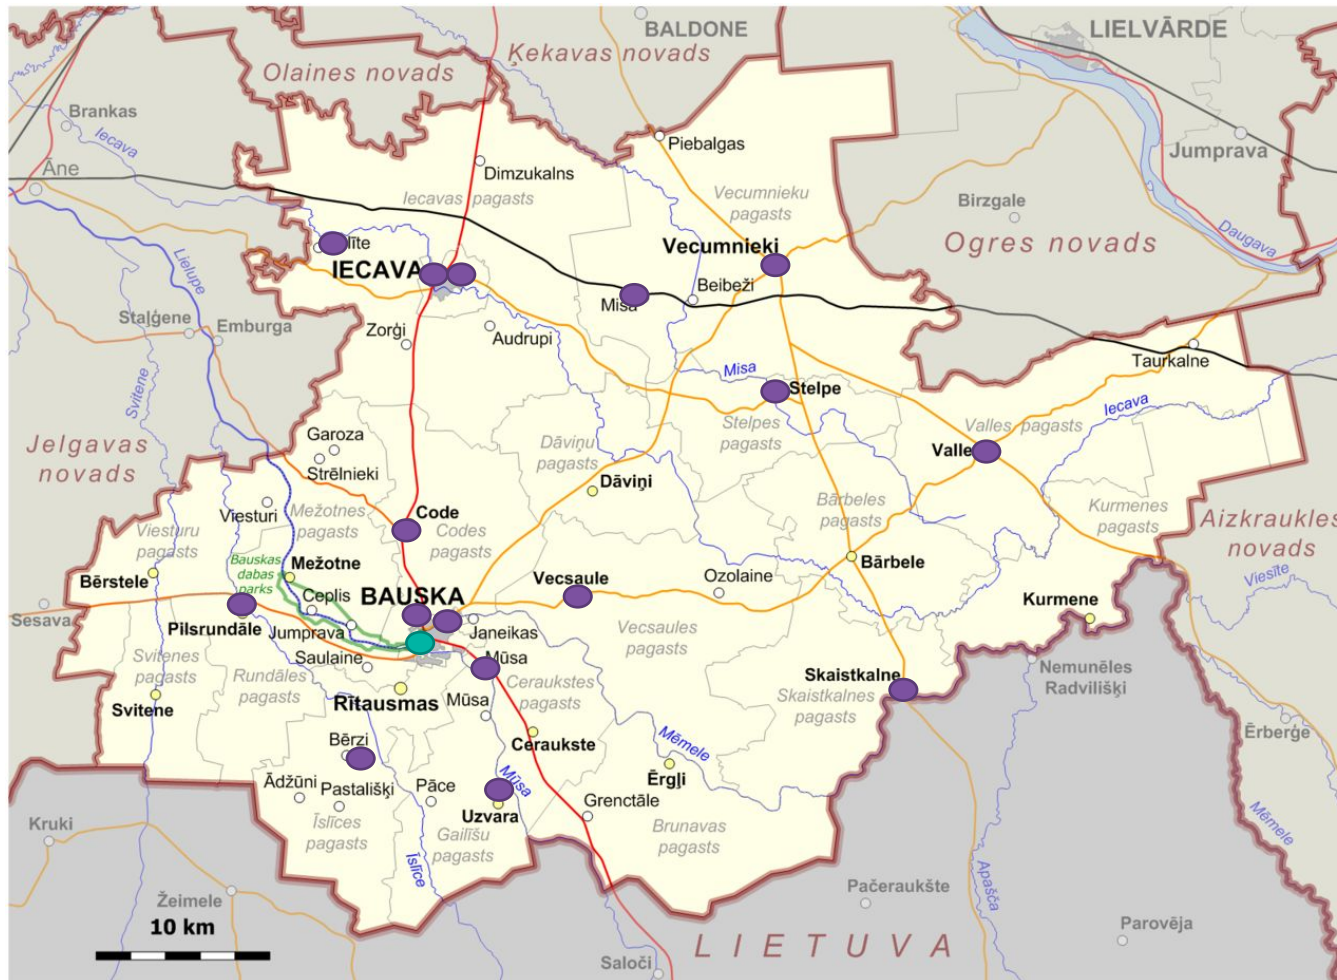 BALDONE
LIELVĀRDE
Ķekavas novads
Olaines novads
Brankas
Iecava
Piebalgas
Jumprava
Āne
Dimzukalns
Iecavas pagasts
Vecumnieku
pagasts
Birzgale
Ogres novads
Daugava
Vecumnieki
IECAVA
Lielupe
Beibeži
Misa
Staļģene
Emburga
Zorģi
Audrupi
Taurkalne
Misa
Stelpe
Svitene
Iecava
Stelpes
pagasts
Valles pagasts
Jelgavas
novads
Garoza
Strēlnieki
Dāviņu
pagasts
Valle
Dāviņi
Viesturi
Mežotnes
pagasts
Code
Codes
pagasts
Bārbeles
pagasts
Kurmenes
pagasts
Aizkraukles
novads
Viesturu
pagasts
Bauskas
dabas
parks
Mežotne
Bērstele
Bārbele
Viesīte
Ceplis
BAUSKA
Vecsaule
Ozolaine
Sesava
Pilsrundāle
Jumprava
Janeikas
Kurmene
Vecsaules
pagasts
Svitenes
pagasts
Rundāles
pagasts
Saulaine
Mūsa
Ceraukstes
pagasts
Skaistkalne
Skaistkalnes
pagasts
Nemunēles
Radvilišķi
Svitene
Rītausmas
Mūsa
Ceraukste
Ērberģe
Bērzi
Mēmele
Ērgļi
Ādžūni
Pastališķi
Pāce
Mūsa
Uzvara
Grenctāle
Kruki
Īslīces
pagasts
Gailīšu
pagasts
Brunavas
pagasts
Mēmele
Īslīce
Apašča
Pačeraukšte
Žeimele
10 km
Parovēja
LIETUVA
Saloči